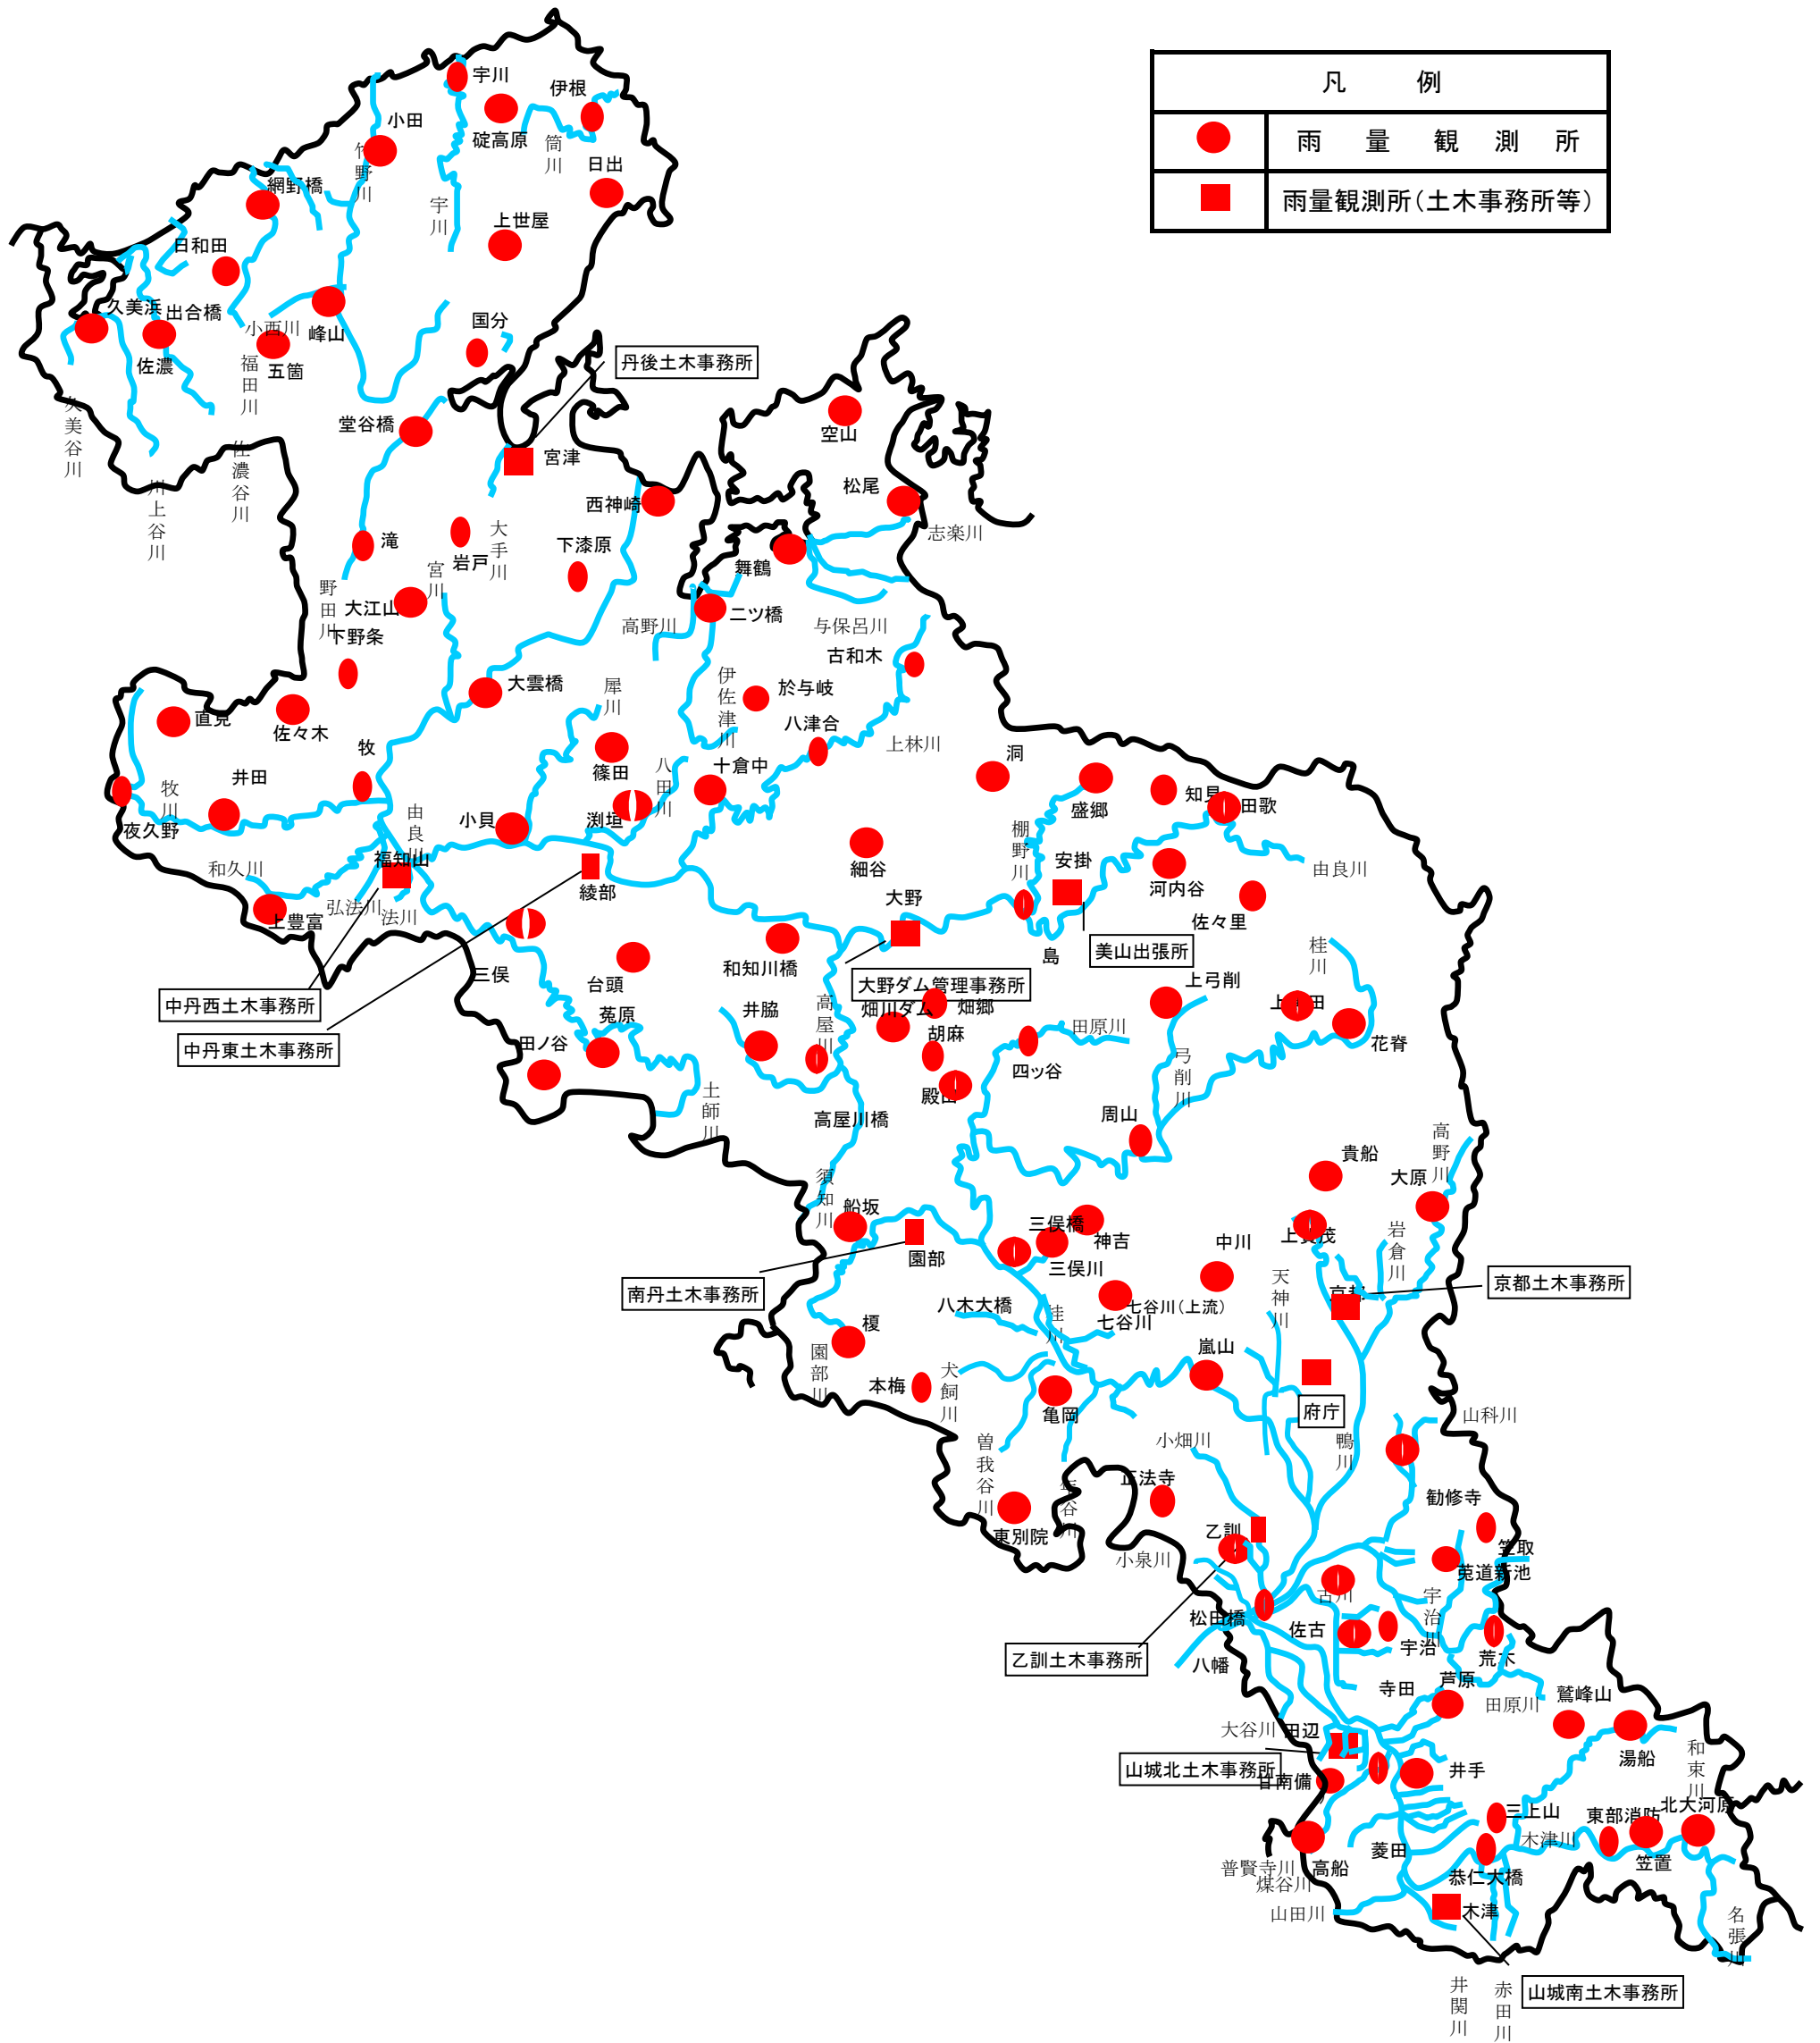 凡　例
雨量観測所
雨量観測所(土木事務所等)
宇川
伊根
碇高原
筒川
小田
竹野川
日出
網野橋
宇川
上世屋
日和田
久美浜
出合橋
小西川
峰山
国分
佐濃
五箇
福田川
丹後土木事務所
久美谷川
堂谷橋
空山
佐濃谷川
宮津
川上谷川
松尾
西神崎
大手川
志楽川
滝
岩戸
下漆原
舞鶴
宮川
野田川
大江山
二ツ橋
高野川
与保呂川
下野条
古和木
伊佐津川
大雲橋
犀川
於与岐
直見
佐々木
八津合
上林川
牧
洞
篠田
八田川
十倉中
井田
牧川
知見
盛郷
田歌
夜久野
由良川
小貝
渕垣
棚野川
和久川
福知山
細谷
安掛
河内谷
由良川
綾部
大野
佐々里
弘法川
法川
上豊富
島
美山出張所
桂川
三俣
台頭
和知川橋
大野ダム管理事務所
上弓削
中丹西土木事務所
畑川ダム
畑郷
菟原
井脇
高屋川
胡麻
田原川
花脊
中丹東土木事務所
田ノ谷
四ッ谷
弓削川
殿田
土師川
高屋川橋
周山
高野川
貴船
大原
須知川
船坂
三俣橋
神吉
上賀茂
岩倉川
園部
三俣川
中川
天神川
南丹土木事務所
八木大橋
桂川
七谷川(上流)
七谷川
京都
京都土木事務所
榎
園部川
嵐山
本梅
犬飼川
亀岡
府庁
山科川
小畑川
鴨川
曽我谷川
年谷川
正法寺
勧修寺
東別院
乙訓
笠取
小泉川
莵道新池
古川
宇治川
松田橋
佐古
宇治
荒木
乙訓土木事務所
八幡
寺田
芦原
田原川
鷲峰山
大谷川
田辺
湯船
和束川
山城北土木事務所
甘南備
井手
三上山
東部消防
北大河原
木津川
菱田
笠置
普賢寺川
高船
恭仁大橋
煤谷川
山田川
木津
名張川
井関川
赤田川
山城南土木事務所